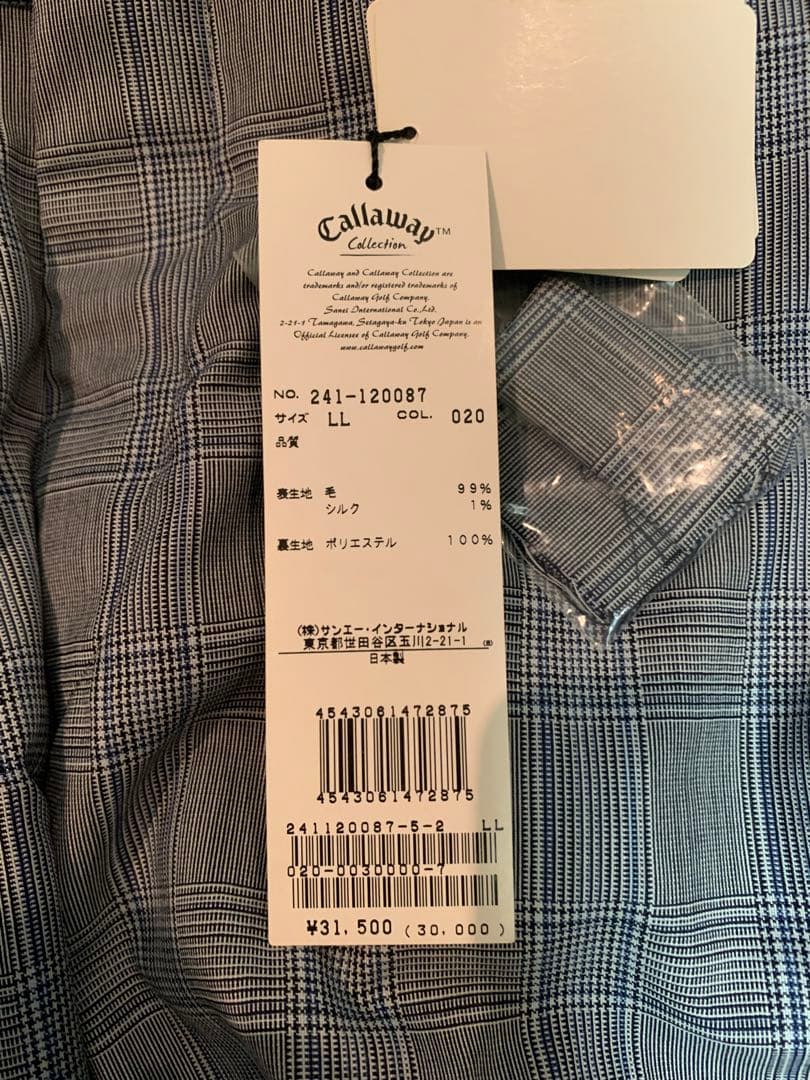 Callaway™
Collection
Callaway and Callaway Collection are
trademarks and/or registered trademarks of
Callaway Golf Company.
Sanei International Co.,Ltd.
2-21-1 Tamagawa, Setagaya-ku Tokyo Japan is an
Official Licensee of Callaway Golf Company.
www.callawaygolf.com
NO. 241-120087
サイズ LL COL. 020
品質
表生地 毛 99%
シルク 1%
裏生地 ポリエステル 100%
(株)サンエー・インターナショナル
東京都世田谷区玉川2-21-1
日本製
4543061472875
4543061472875
241120087-5-2 LL
020-0030000-7
¥31,500 (30,000)